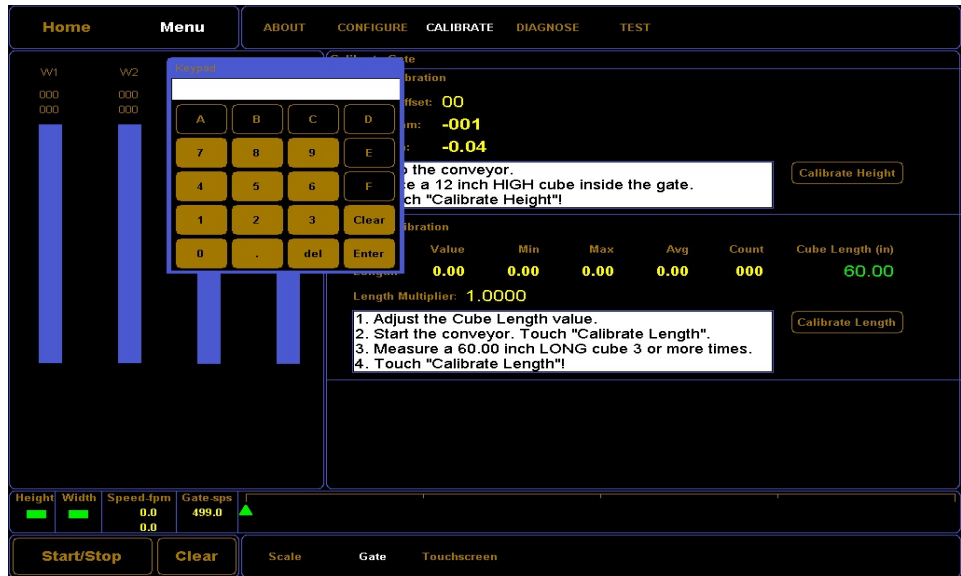 Home Menu ABOUT CONFIGURE CALIBRATE DIAGNOSE TEST
W1 W2
000 000
000 000
Keypad
A B C D
7 8 9 E
4 5 6 F
1 2 3 Clear
0 . del Enter
00
-001
-0.04
the conveyor.
a 12 inch HIGH cube inside the gate.
"Calibrate Height"!
Calibrate Height
Value Min Max Avg Count Cube Length (in)
0.00 0.00 0.00 0.00 000 60.00
Length Multiplier: 1.0000
1. Adjust the Cube Length value.
2. Start the conveyor. Touch "Calibrate Length".
3. Measure a 60.00 inch LONG cube 3 or more times.
4. Touch "Calibrate Length"!
Calibrate Length
Height Width Speed-fpm Gate-sps
0.0 499.0
0.0
Start/Stop Clear Scale Gate Touchscreen